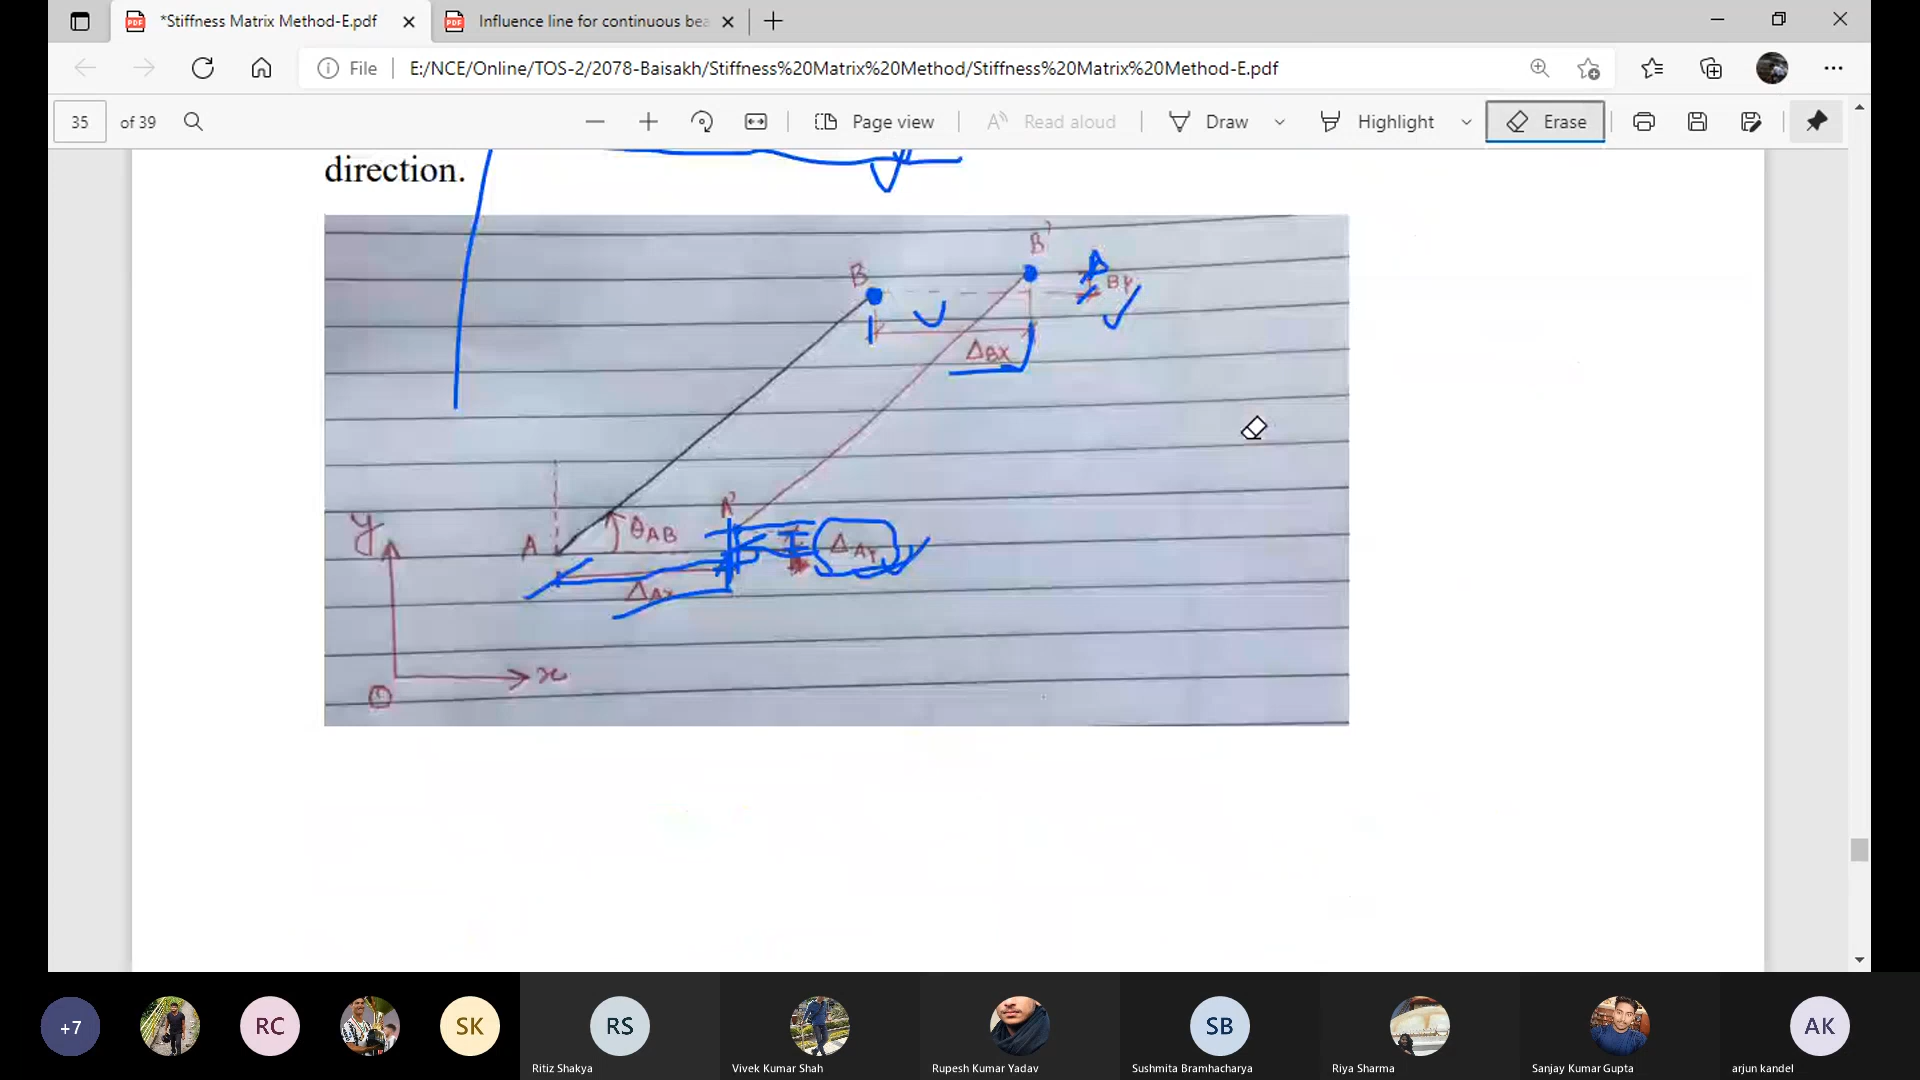 *Stiffness Matrix Method-E.pdf
Influence line for continuous bea
File
E:/NCE/Online/TOS-2/2078-Baisakh/Stiffness%20Matrix%20Method/Stiffness%20Matrix%20Method-E.pdf
35 of 39
Page view
Read aloud
Draw
Highlight
Erase
direction.
B'
B
BY
ΔBX
A'
y
A
θAB
ΔAY
ΔAX
x
O
+7
RC
SK
RS
SB
AK
Ritiz Shakya
Vivek Kumar Shah
Rupesh Kumar Yadav
Sushmita Bramhacharya
Riya Sharma
Sanjay Kumar Gupta
arjun kandel